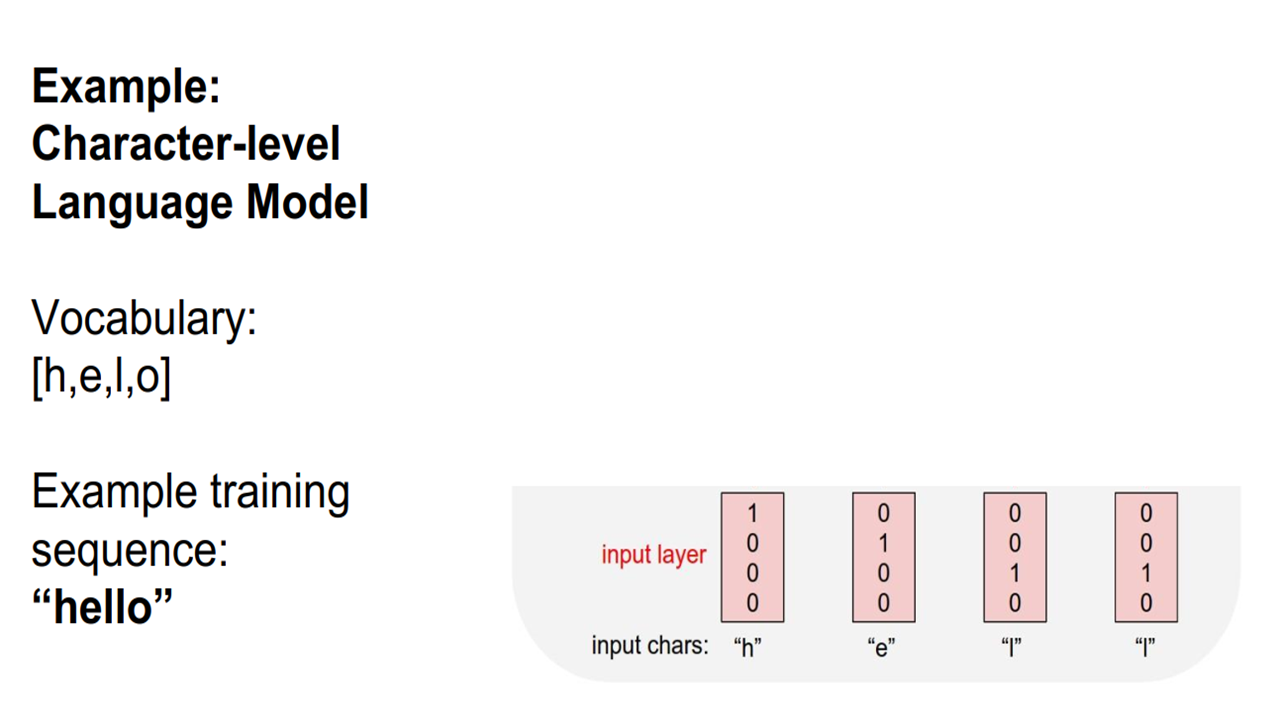 Example:
Character-level
Language Model
Vocabulary:
[h,e,l,o]
Example training
sequence:
“hello”
1 0 0 0
input layer
0 1 0 0
0 0 1 1
0 0 0 0
input chars: “h” “e” “l” “l”